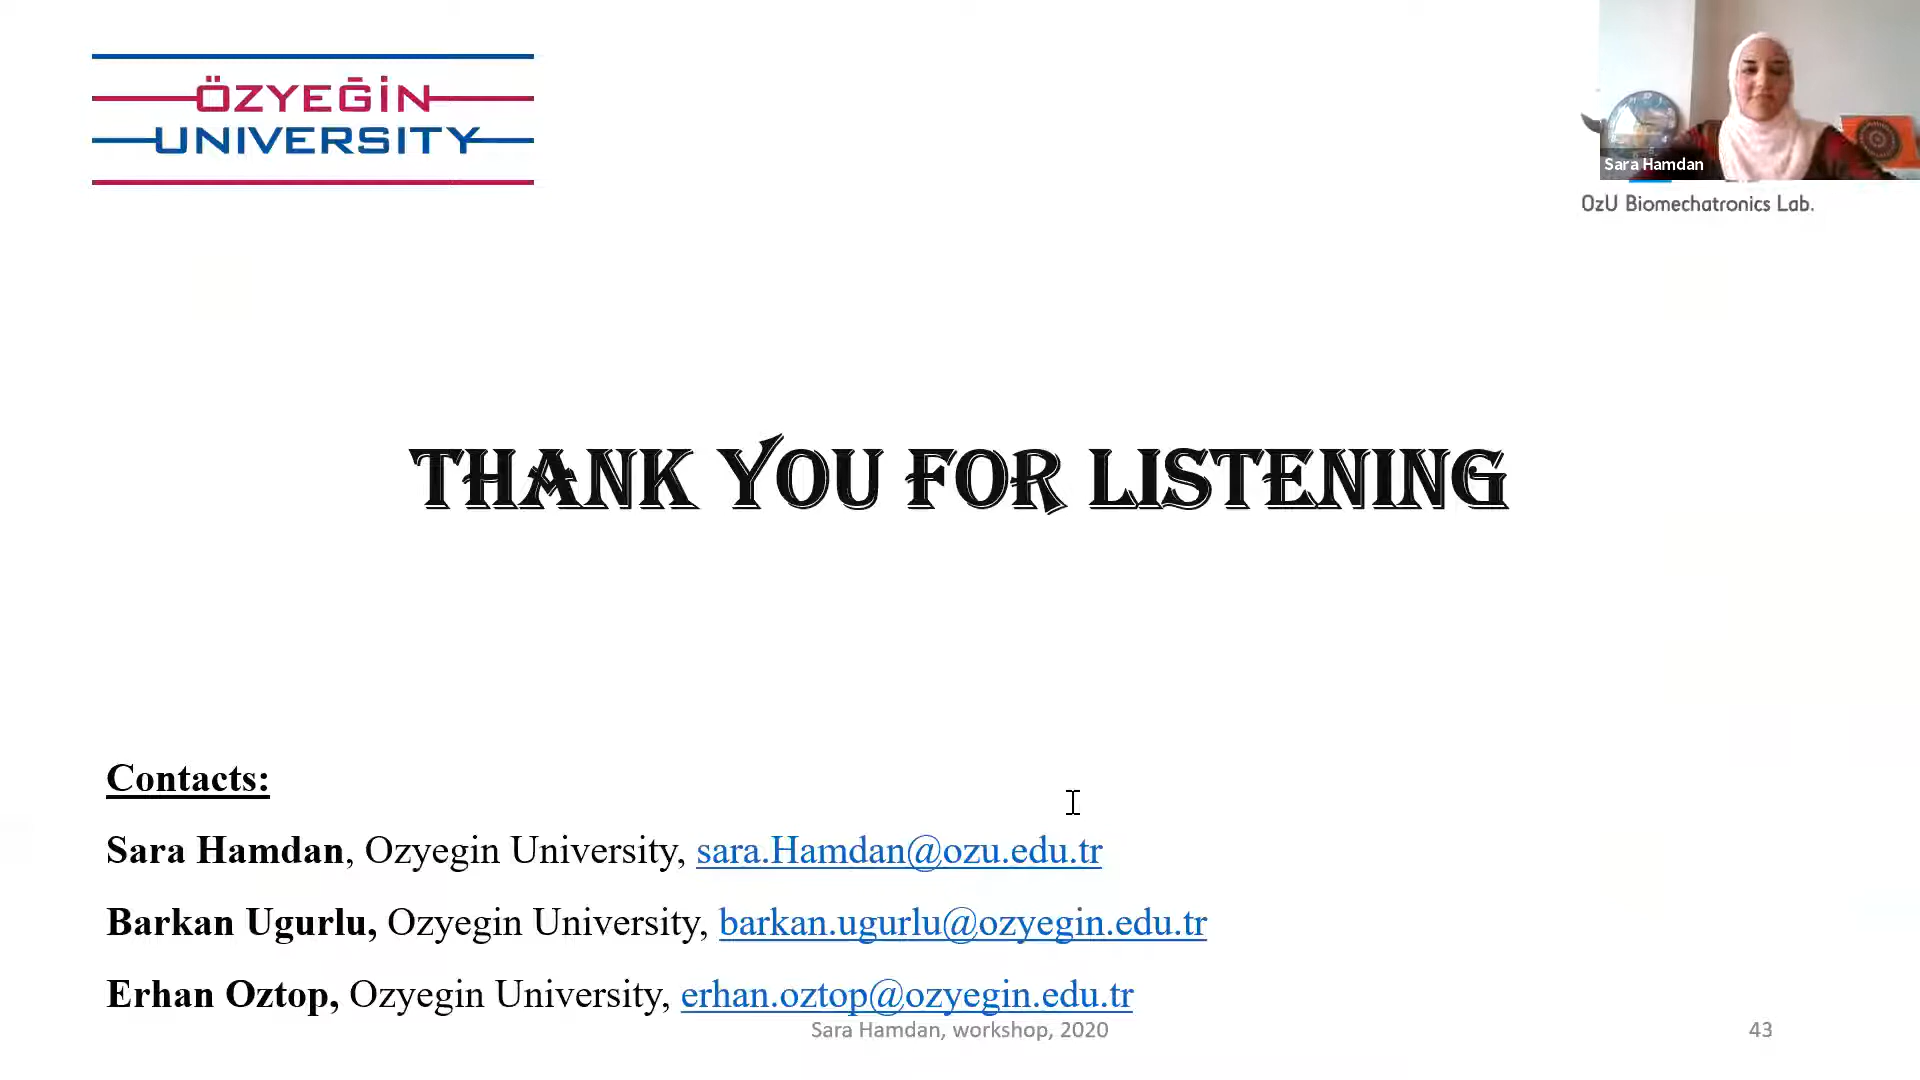 ÖZYEĞİN
UNIVERSITY
Sara Hamdan
OzU Biomechatronics Lab.
THANK YOU FOR LISTENING
Contacts:
Sara Hamdan, Ozyegin University, sara.Hamdan@ozu.edu.tr
Barkan Ugurlu, Ozyegin University, barkan.ugurlu@ozyegin.edu.tr
Erhan Oztop, Ozyegin University, erhan.oztop@ozyegin.edu.tr
Sara Hamdan, workshop, 2020
43